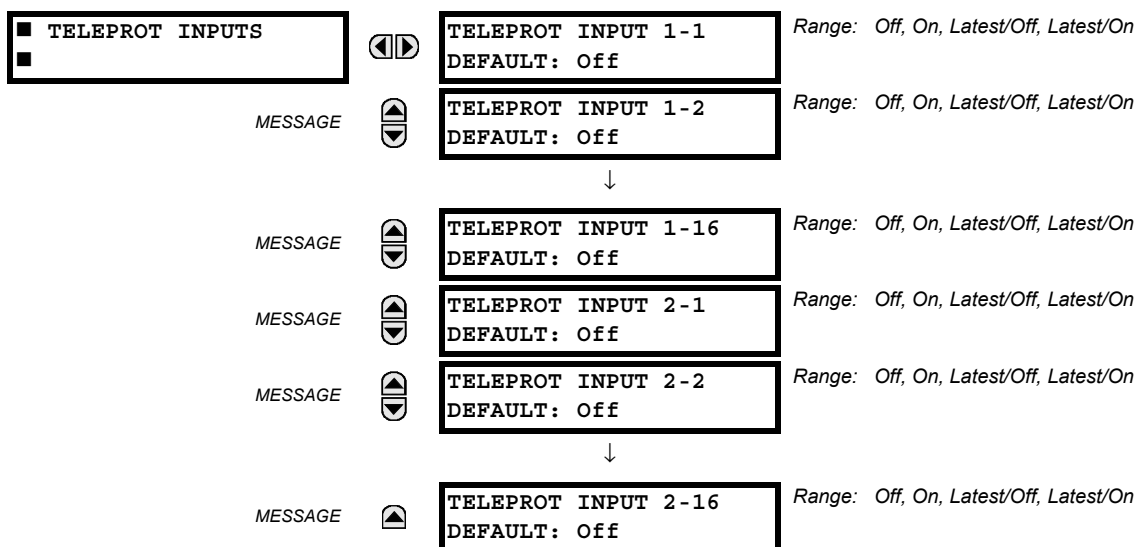 ■ TELEPROT INPUTS
■
TELEPROT INPUT 1-1
DEFAULT: Off
Range: Off, On, Latest/Off, Latest/On
MESSAGE
TELEPROT INPUT 1-2
DEFAULT: Off
Range: Off, On, Latest/Off, Latest/On
↓
MESSAGE
TELEPROT INPUT 1-16
DEFAULT: Off
Range: Off, On, Latest/Off, Latest/On
MESSAGE
TELEPROT INPUT 2-1
DEFAULT: Off
Range: Off, On, Latest/Off, Latest/On
MESSAGE
TELEPROT INPUT 2-2
DEFAULT: Off
Range: Off, On, Latest/Off, Latest/On
↓
MESSAGE
TELEPROT INPUT 2-16
DEFAULT: Off
Range: Off, On, Latest/Off, Latest/On